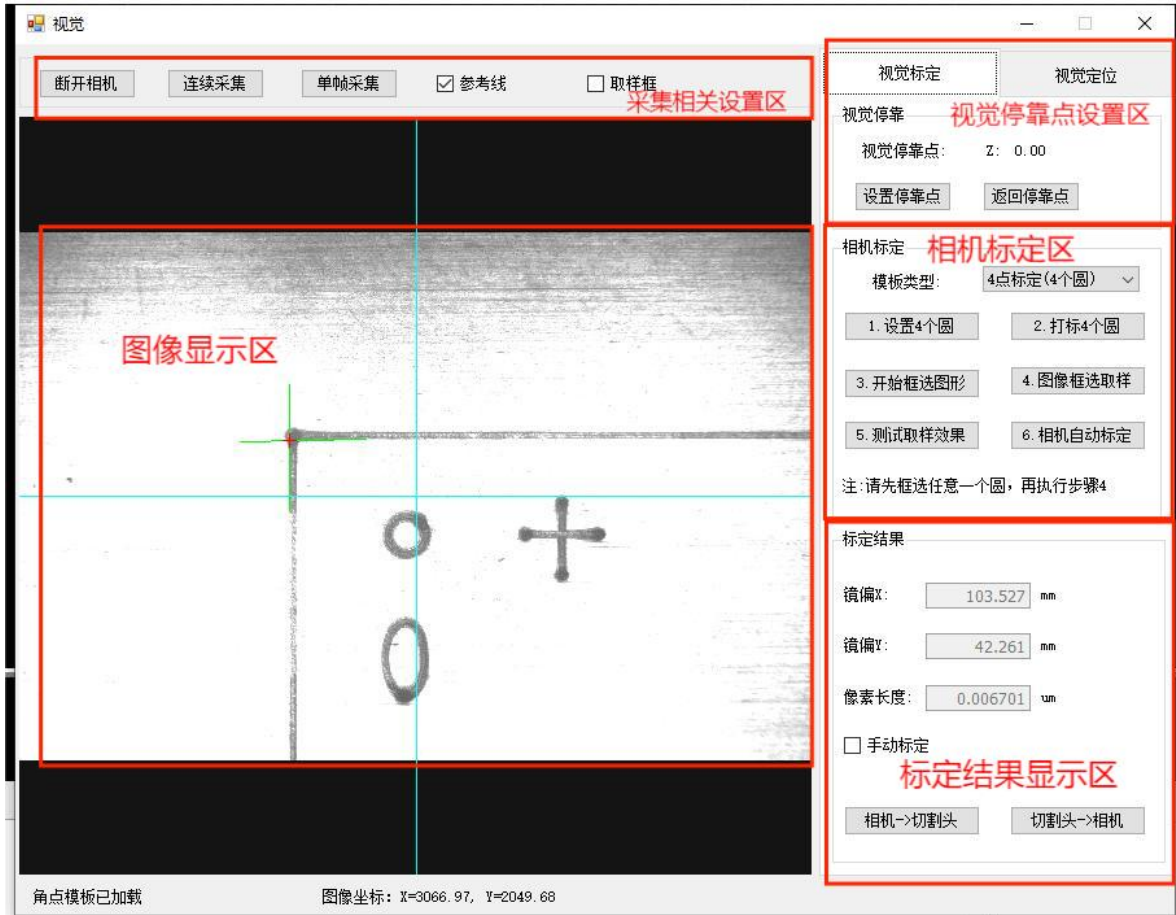 视觉
断开相机 连续采集 单帧采集 参考线 取样框
采集相关设置区
视觉标定 视觉定位
视觉停靠 视觉停靠点设置区
视觉停靠点: Z: 0.00
设置停靠点 返回停靠点
相机标定 相机标定区
模板类型: 4点标定(4个圆)
1. 设置4个圆 2. 打标4个圆
3. 开始框选图形 4. 图像框选取样
5. 测试取样效果 6. 相机自动标定
注:请先框选任意一个圆, 再执行步骤4
图像显示区
标定结果
镜偏X: 103.527 mm
镜偏Y: 42.261 mm
像素长度: 0.006701 um
手动标定
标定结果显示区
相机->切割头 切割头->相机
角点模板已加载 图像坐标: X=3066.97, Y=2049.68